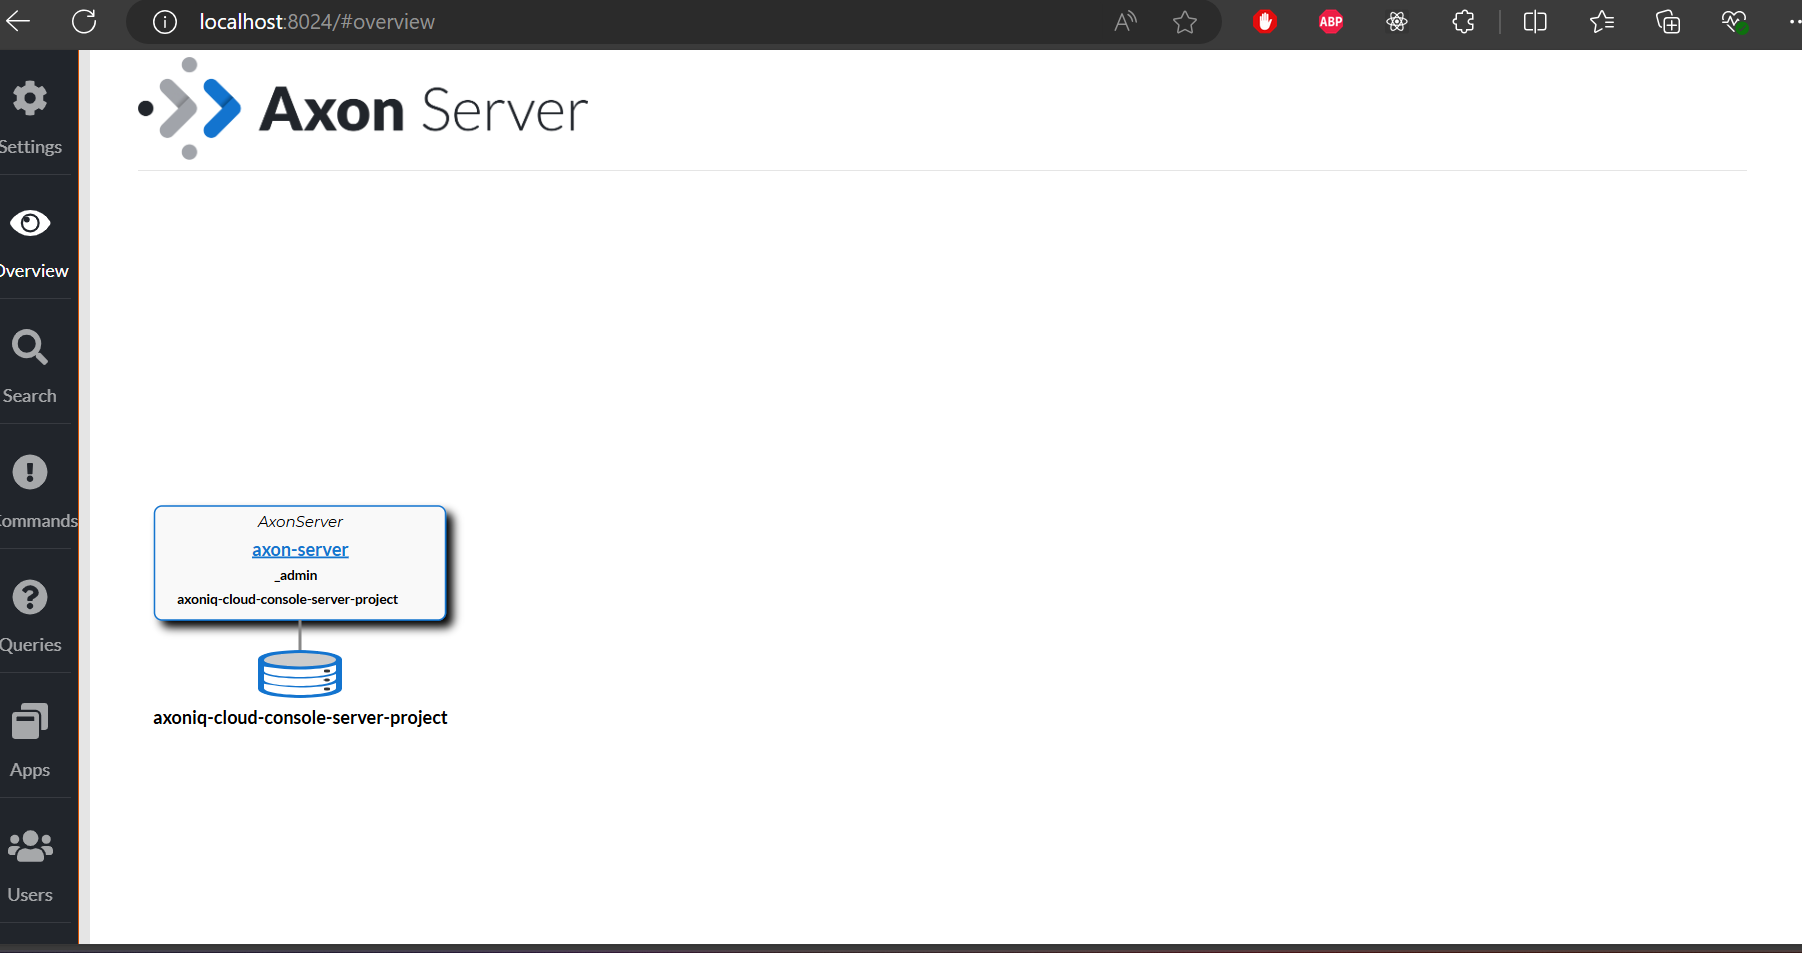 localhost:8024/#overview
ABP
Settings
Overview
Search
Commands
Queries
Apps
Users
Axon Server
AxonServer
axon-server
_admin
axoniq-cloud-console-server-project
axoniq-cloud-console-server-project